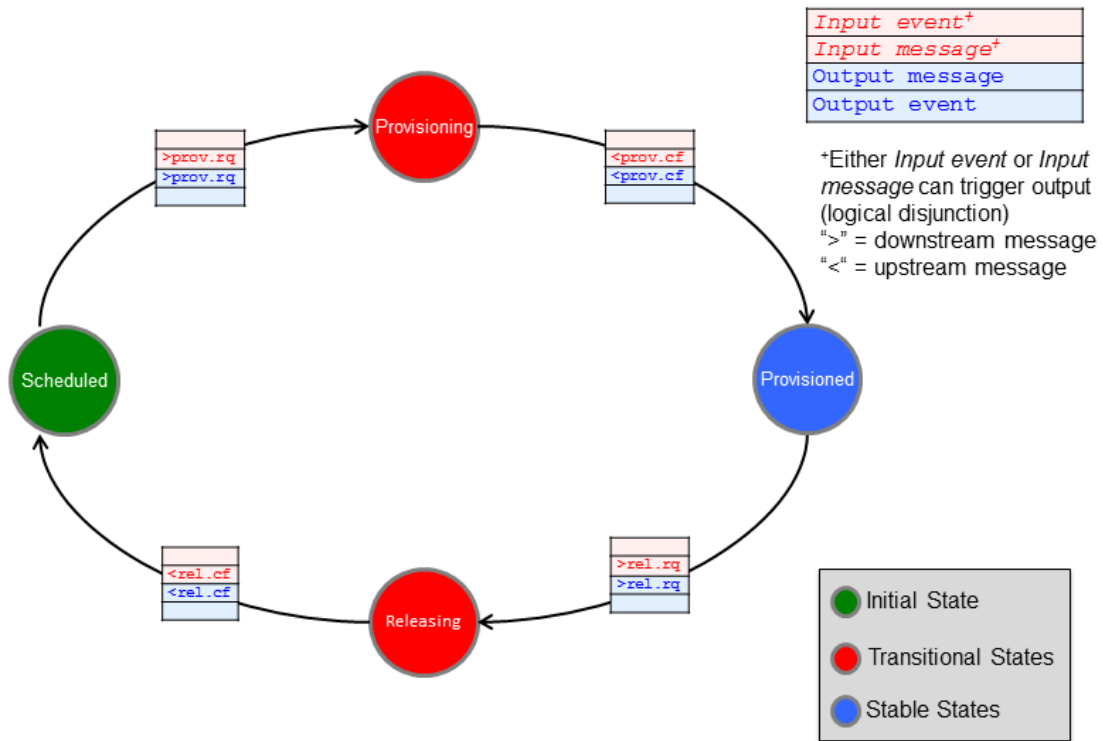 Input event+
Input message+
Output message
Output event
+Either Input event or Input
message can trigger output
(logical disjunction)
“>” = downstream message
“<“ = upstream message
Provisioning
>prov.rq
>prov.rq
<prov.cf
<prov.cf
Scheduled
Provisioned
<rel.cf
<rel.cf
>rel.rq
>rel.rq
Releasing
Initial State
Transitional States
Stable States